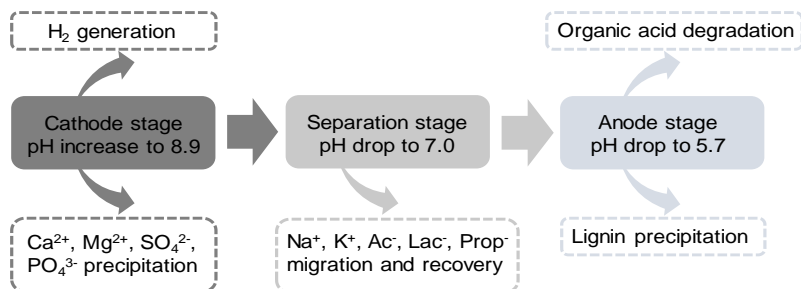 H₂ generation
Organic acid degradation
Cathode stage
pH increase to 8.9
Separation stage
pH drop to 7.0
Anode stage
pH drop to 5.7
Ca²⁺, Mg²⁺, SO₄²⁻,
PO₄³⁻ precipitation
Na⁺, K⁺, Ac⁻, Lac⁻, Prop⁻
migration and recovery
Lignin precipitation